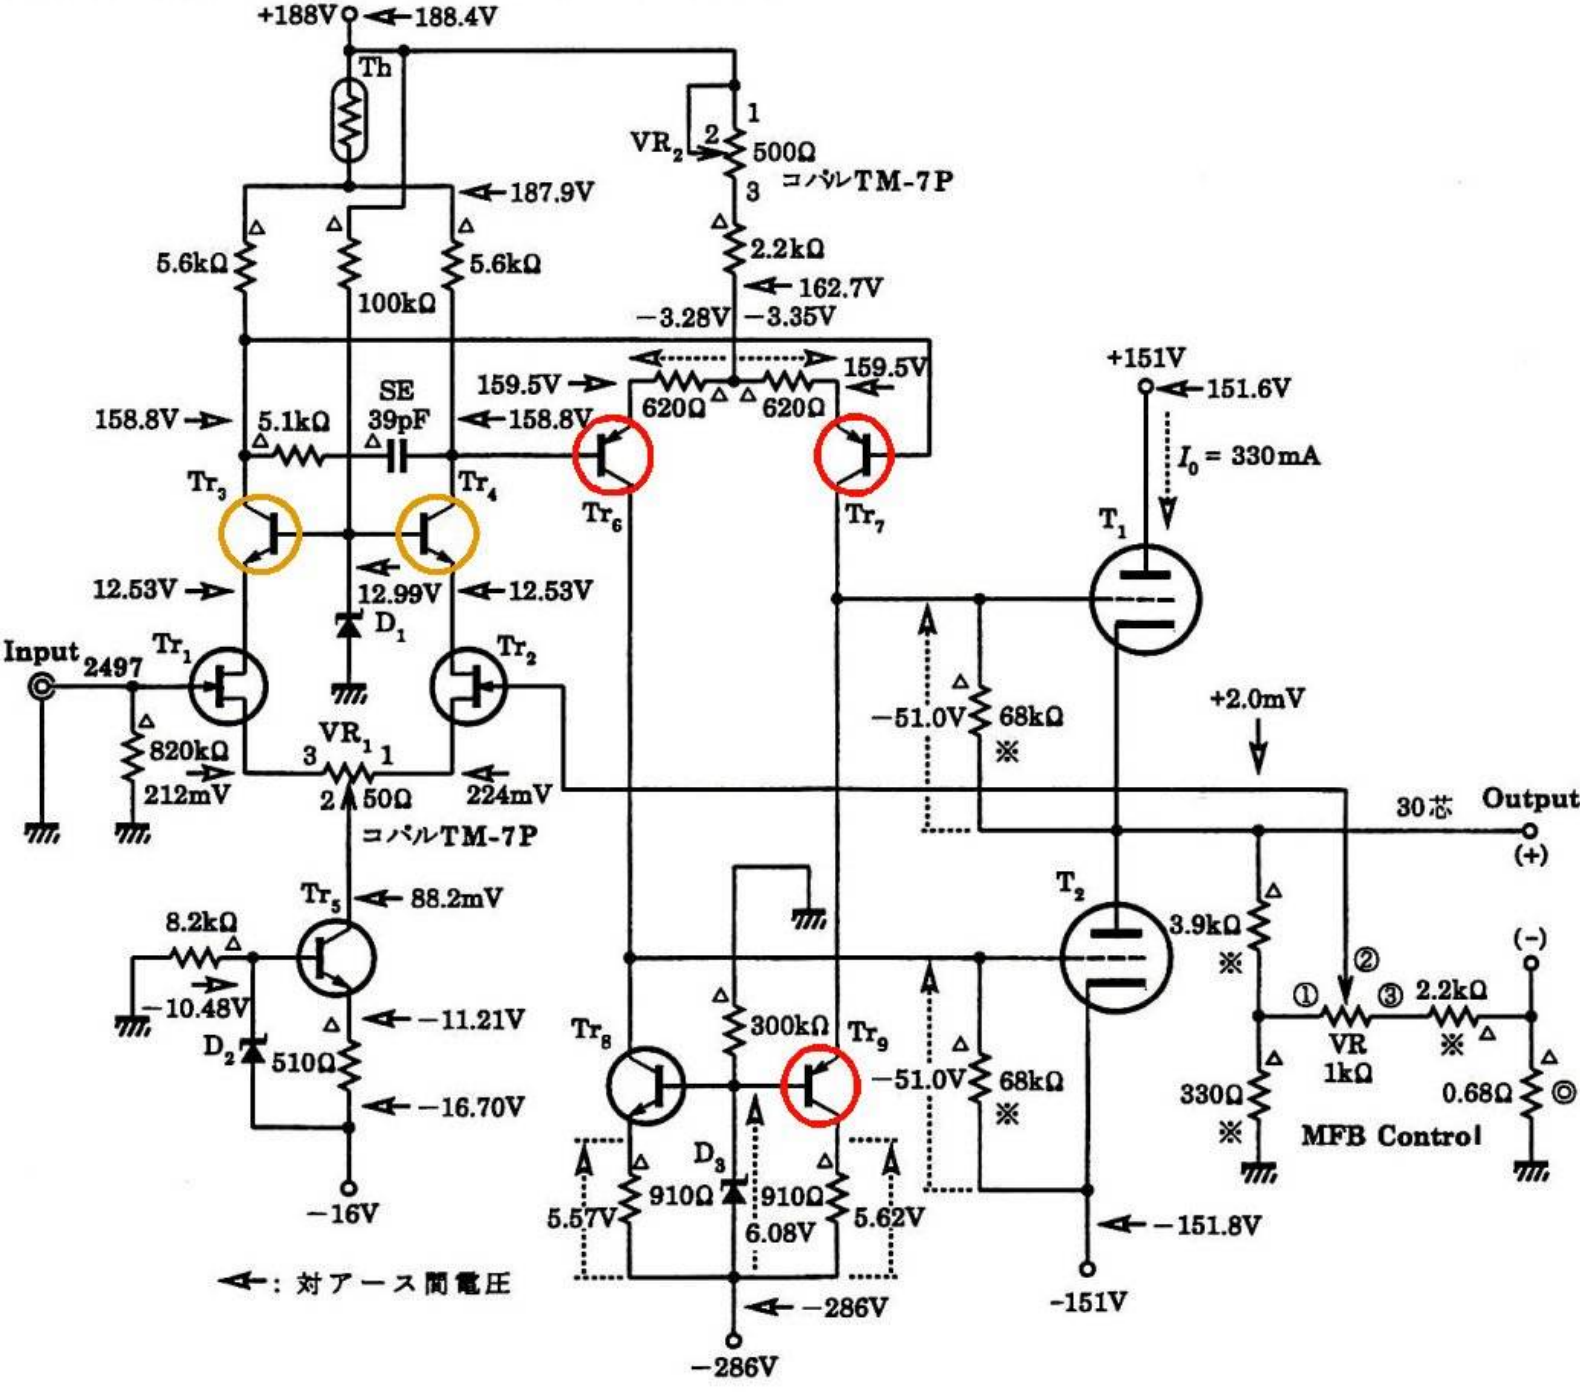 +188V
188.4V
Th
1
VR2 2
500Ω
コパルTM-7P
3
187.9V
5.6kΩ
5.6kΩ
100kΩ
2.2kΩ
162.7V
−3.28V
−3.35V
+151V
151.6V
SE
39pF
5.1kΩ
159.5V
159.5V
620Ω
620Ω
158.8V
158.8V
I0 = 330mA
Tr3
Tr4
Tr6
Tr7
T1
12.53V
12.99V
12.53V
D1
Input
2497
Tr1
Tr2
VR1
3
1
820kΩ
212mV
2
50Ω
224mV
コパルTM-7P
−51.0V
68kΩ
※
+2.0mV
30芯
Output
(+)
Tr5
88.2mV
8.2kΩ
−10.48V
−11.21V
D2
510Ω
−16.70V
−16V
T2
3.9kΩ
※
②
(−)
①
③
2.2kΩ
※
VR
1kΩ
Tr8
300kΩ
Tr9
−51.0V
68kΩ
※
330Ω
※
0.68Ω
◎
MFB Control
D3
910Ω
910Ω
5.57V
6.08V
5.62V
−151.8V
-151V
: 対アース間電圧
−286V
−286V